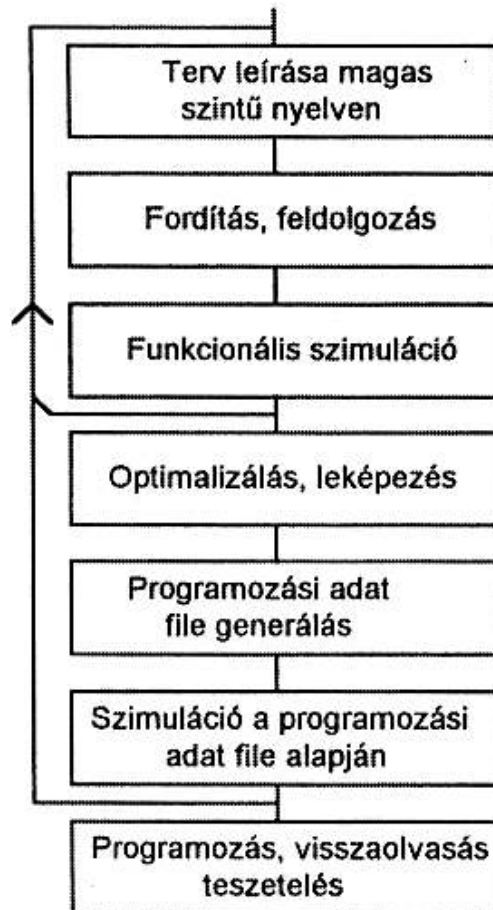 Terv leírása magas
szintű nyelven
Fordítás, feldolgozás
Funkcionális szimuláció
Optimalizálás, leképezés
Programozási adat
file generálás
Szimuláció a programozási
adat file alapján
Programozás, visszaolvasás
teszetelés